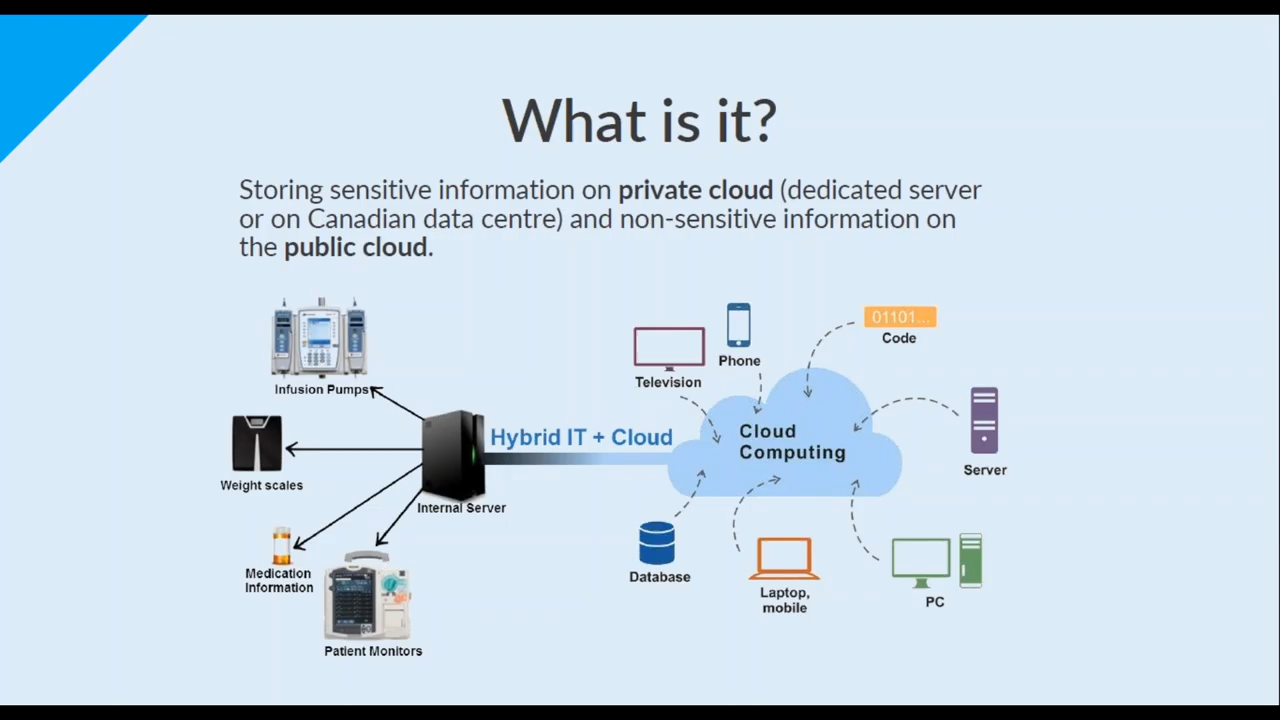 What is it?
Storing sensitive information on private cloud (dedicated server
or on Canadian data centre) and non-sensitive information on
the public cloud.
Infusion Pumps
Weight scales
Medication
Information
Patient Monitors
Internal Server
Hybrid IT + Cloud
Television
Phone
01101...
Code
Cloud
Computing
Server
Database
Laptop,
mobile
PC